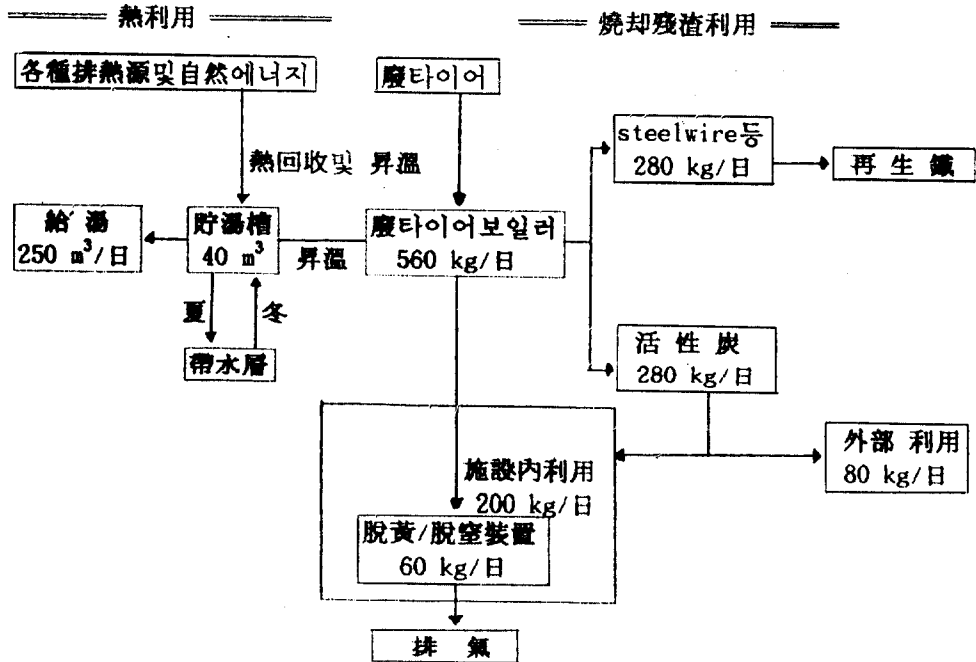 熱利用
燒却殘渣利用
各種排熱源및自然에너지
廢타이어
steelwire등
280 kg/日
再生鐵
熱回收및 昇溫
給湯
250 m³/日
貯湯槽
40 m³
昇溫
廢타이어보일러
560 kg/日
夏
冬
帶水層
活性炭
280 kg/日
外部 利用
80 kg/日
施設內利用
200 kg/日
脫黃/脫窒裝置
60 kg/日
排氣